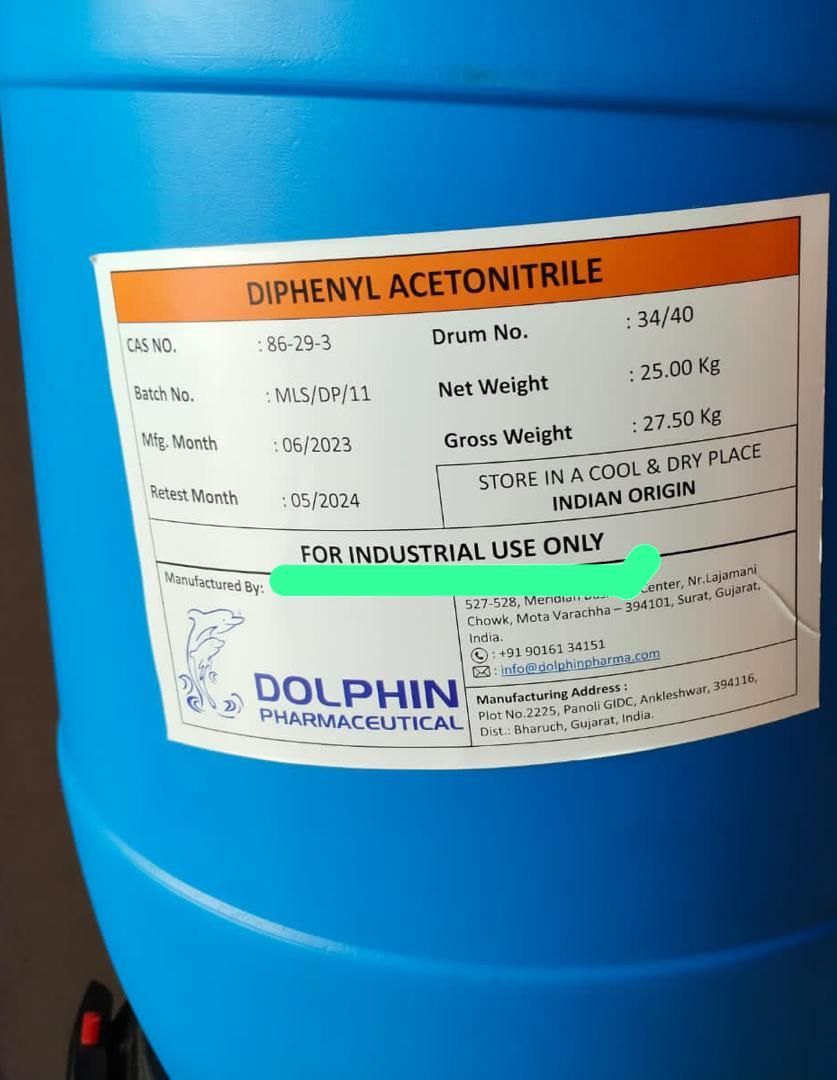 DIPHENYL ACETONITRILE
CAS NO. : 86-29-3
Drum No. : 34/40
Batch No. : MLS/DP/11
Net Weight : 25.00 Kg
Mfg. Month : 06/2023
Gross Weight : 27.50 Kg
Retest Month : 05/2024
STORE IN A COOL & DRY PLACE
INDIAN ORIGIN
FOR INDUSTRIAL USE ONLY
Manufactured By:
DOLPHIN
PHARMACEUTICAL
527-528, Meridian Center, Nr.Lajamani
Chowk, Mota Varachha – 394101, Surat, Gujarat,
India.
: +91 90161 34151
: info@dolphinpharma.com
Manufacturing Address :
Plot No.2225, Panoli GIDC, Ankleshwar, 394116,
Dist.: Bharuch, Gujarat, India.